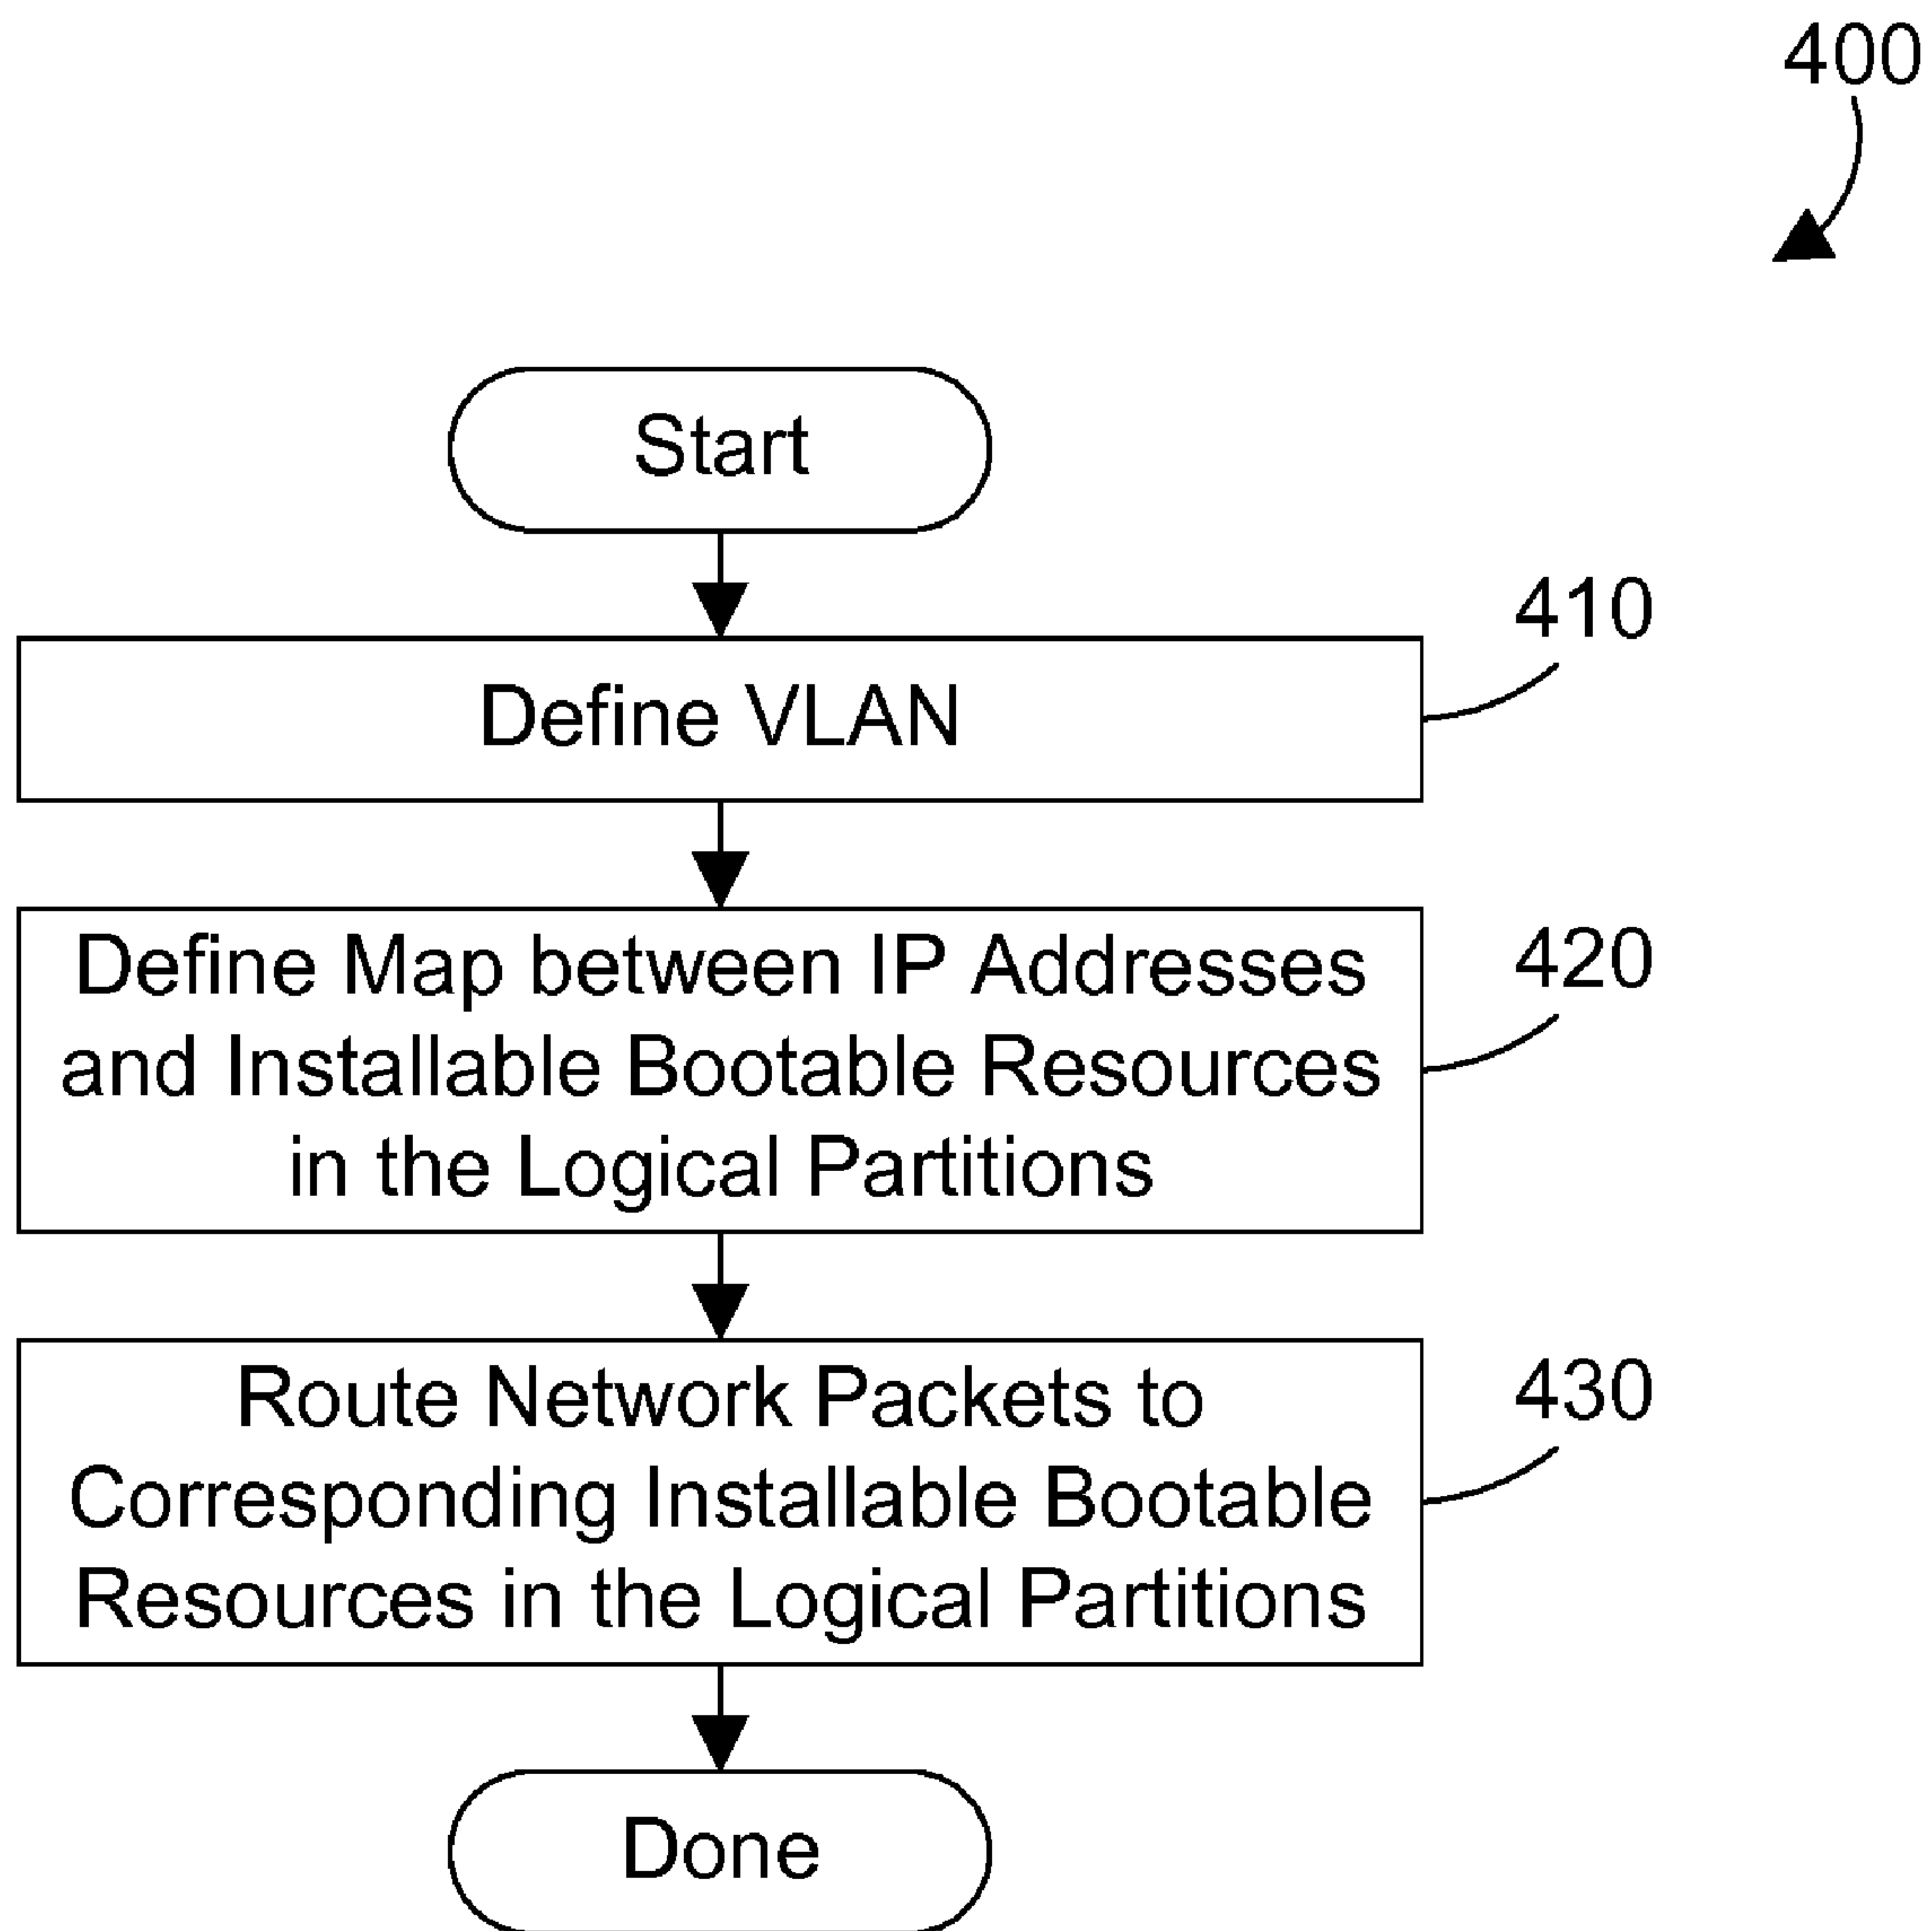 400
Start
410
Define VLAN
420
Define Map between IP Addresses
and Installable Bootable Resources
in the Logical Partitions
430
Route Network Packets to
Corresponding Installable Bootable
Resources in the Logical Partitions
Done